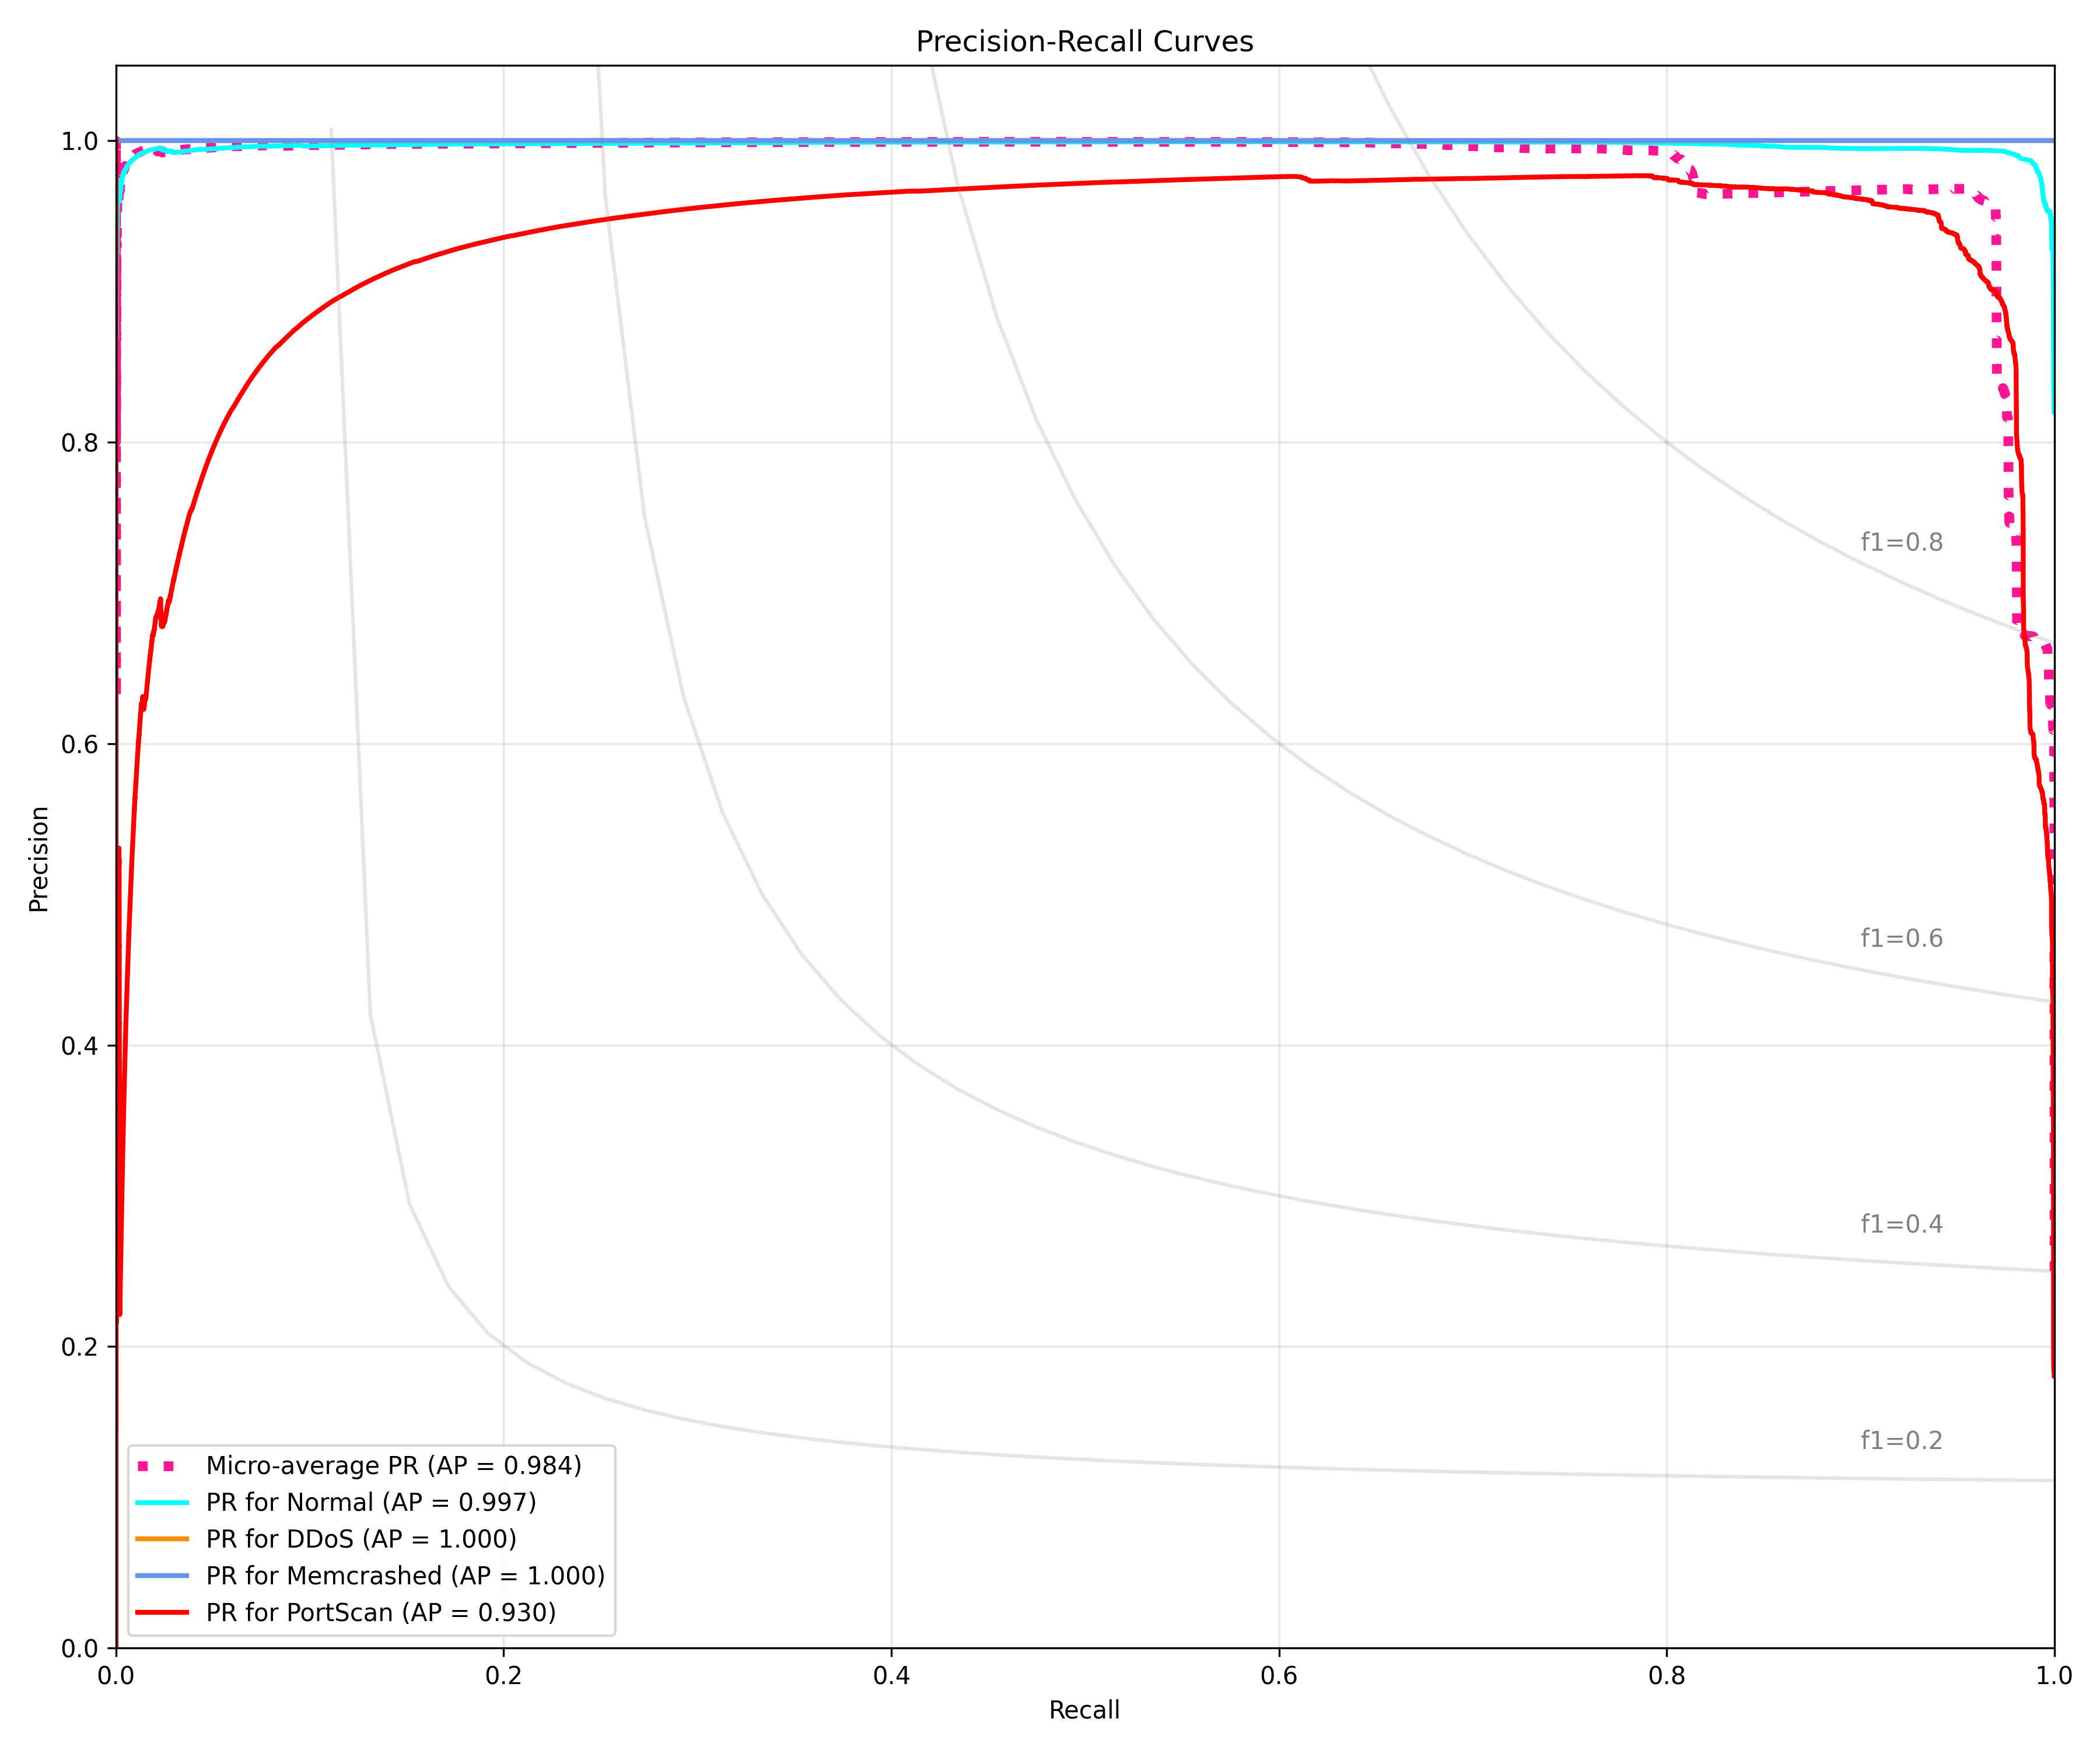 Precision-Recall Curves
1.0
0.8
0.6
0.4
0.2
0.0
Precision
f1=0.8
f1=0.6
f1=0.4
f1=0.2
Micro-average PR (AP = 0.984)
PR for Normal (AP = 0.997)
PR for DDoS (AP = 1.000)
PR for Memcrashed (AP = 1.000)
PR for PortScan (AP = 0.930)
0.0 0.2 0.4 0.6 0.8 1.0
Recall